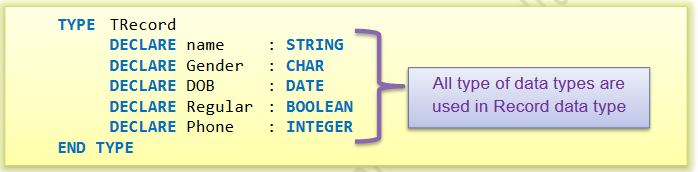 TYPE TRecord
DECLARE name : STRING
DECLARE Gender : CHAR
DECLARE DOB : DATE
DECLARE Regular : BOOLEAN
DECLARE Phone : INTEGER
END TYPE
All type of data types are
used in Record data type